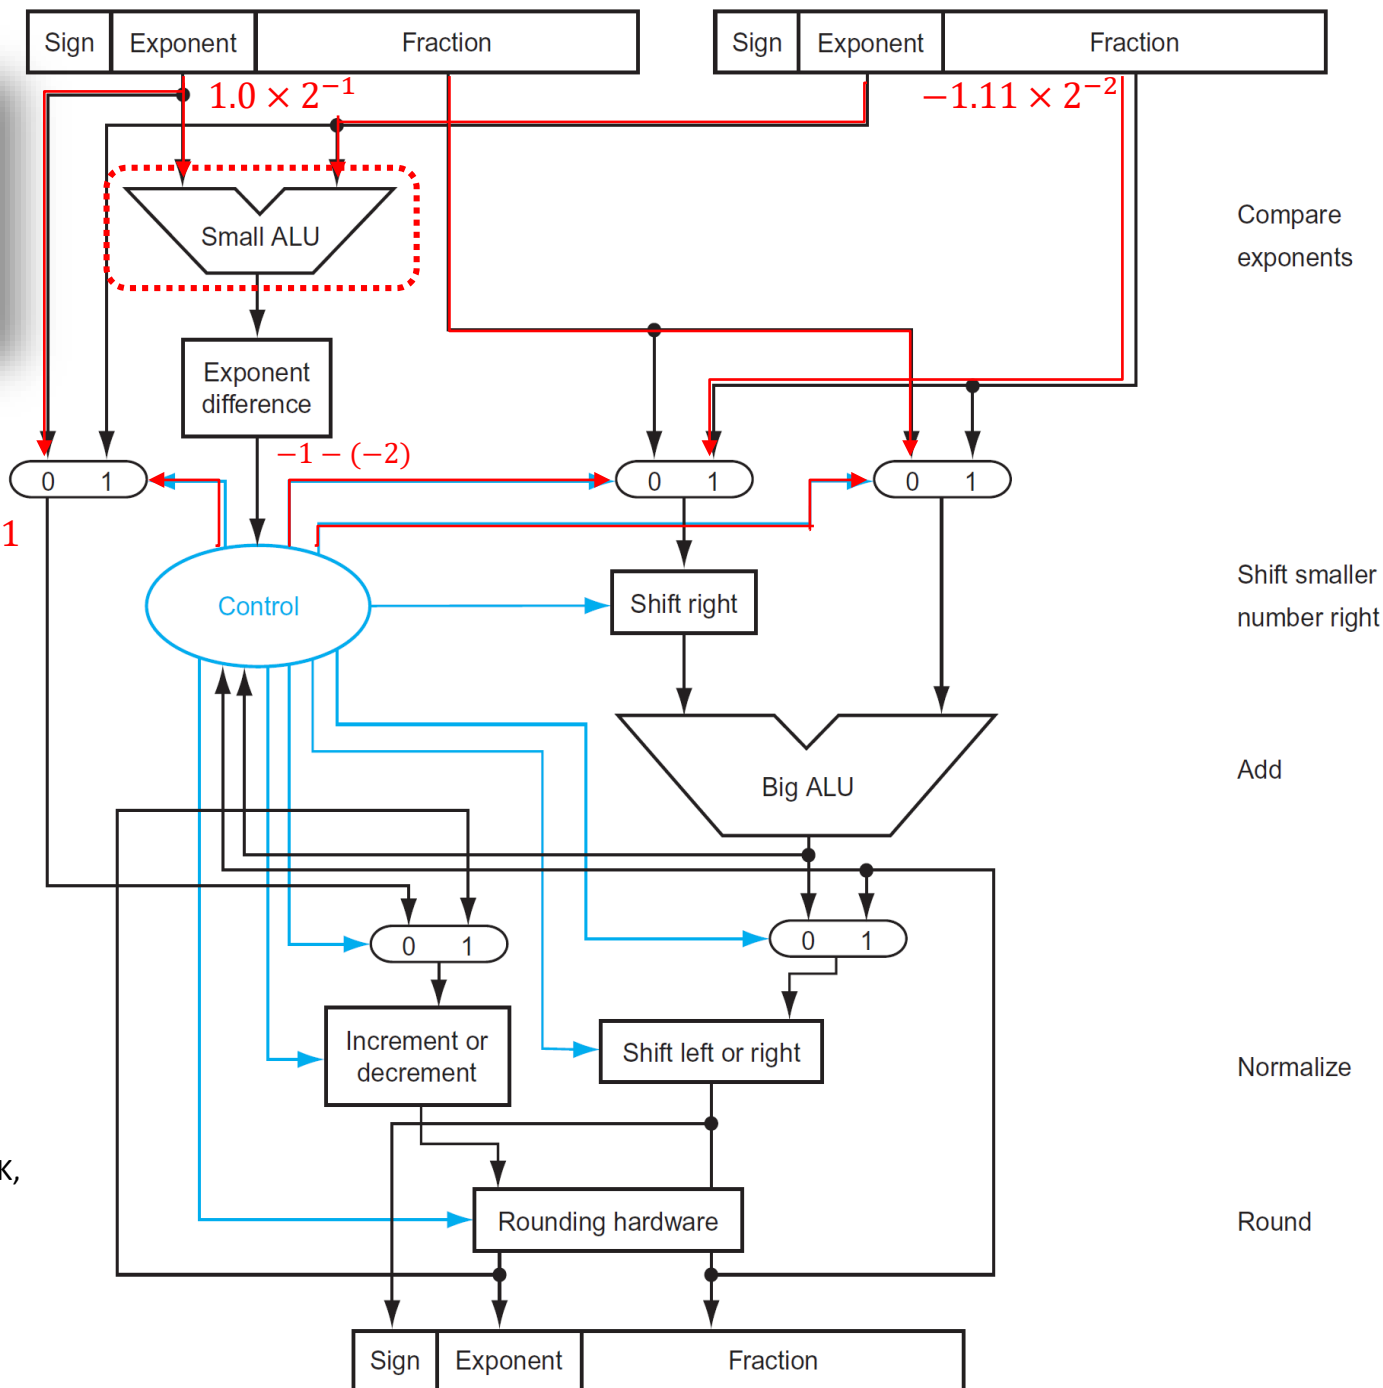 Sign Exponent Fraction Sign Exponent Fraction
1.0 × 2⁻¹ −1.11 × 2⁻²
Small ALU
Compare
exponents
Exponent
difference
−1 − (−2)
0 1 0 1 0 1
1
Control
Shift right
Shift smaller
number right
Big ALU
Add
0 1 0 1
Increment or
decrement
Shift left or right
Normalize
K,
Rounding hardware
Round
Sign Exponent Fraction